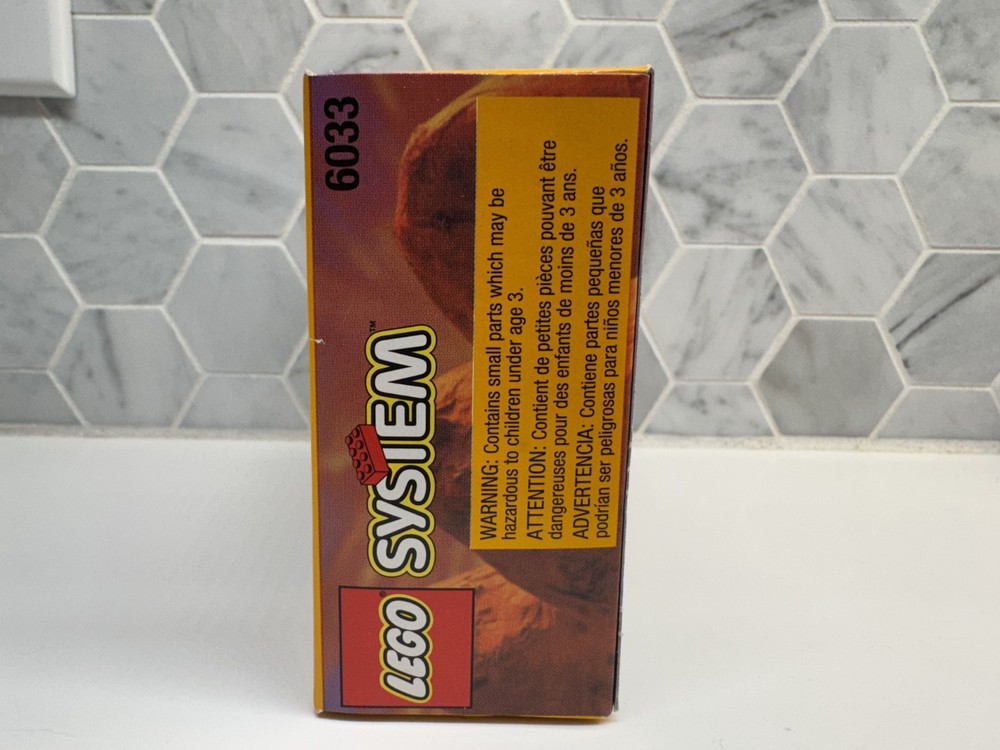 LEGO® SYSTEM™
6033
WARNING: Contains small parts which may be
hazardous to children under age 3.
ATTENTION: Contient de petites pièces pouvant être
dangereuses pour des enfants de moins de 3 ans.
ADVERTENCIA: Contiene partes pequeñas que
podrían ser peligrosas para niños menores de 3 años.